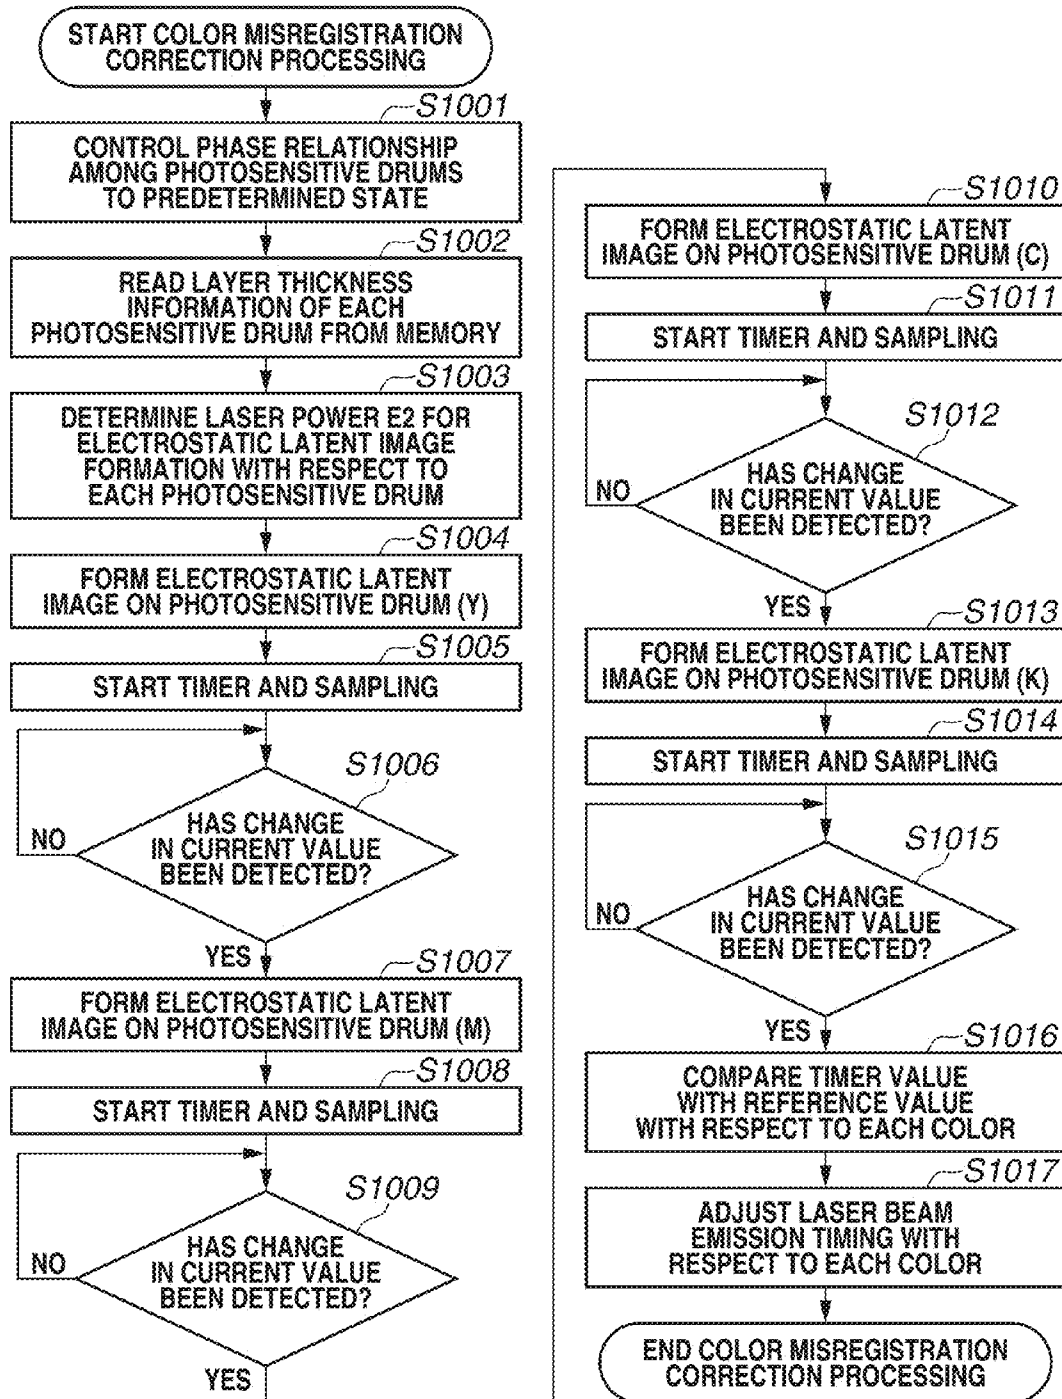 START COLOR MISREGISTRATION
CORRECTION PROCESSING
S1001
CONTROL PHASE RELATIONSHIP
AMONG PHOTOSENSITIVE DRUMS
TO PREDETERMINED STATE
S1002
READ LAYER THICKNESS
INFORMATION OF EACH
PHOTOSENSITIVE DRUM FROM MEMORY
S1003
DETERMINE LASER POWER E2 FOR
ELECTROSTATIC LATENT IMAGE
FORMATION WITH RESPECT TO
EACH PHOTOSENSITIVE DRUM
S1004
FORM ELECTROSTATIC LATENT
IMAGE ON PHOTOSENSITIVE DRUM (Y)
S1005
START TIMER AND SAMPLING
S1006
HAS CHANGE
IN CURRENT VALUE
BEEN DETECTED?
NO
YES
S1007
FORM ELECTROSTATIC LATENT
IMAGE ON PHOTOSENSITIVE DRUM (M)
S1008
START TIMER AND SAMPLING
S1009
HAS CHANGE
IN CURRENT VALUE
BEEN DETECTED?
NO
YES
S1010
FORM ELECTROSTATIC LATENT
IMAGE ON PHOTOSENSITIVE DRUM (C)
S1011
START TIMER AND SAMPLING
S1012
HAS CHANGE
IN CURRENT VALUE
BEEN DETECTED?
NO
YES
S1013
FORM ELECTROSTATIC LATENT
IMAGE ON PHOTOSENSITIVE DRUM (K)
S1014
START TIMER AND SAMPLING
S1015
HAS CHANGE
IN CURRENT VALUE
BEEN DETECTED?
NO
YES
S1016
COMPARE TIMER VALUE
WITH REFERENCE VALUE
WITH RESPECT TO EACH COLOR
S1017
ADJUST LASER BEAM
EMISSION TIMING WITH
RESPECT TO EACH COLOR
END COLOR MISREGISTRATION
CORRECTION PROCESSING